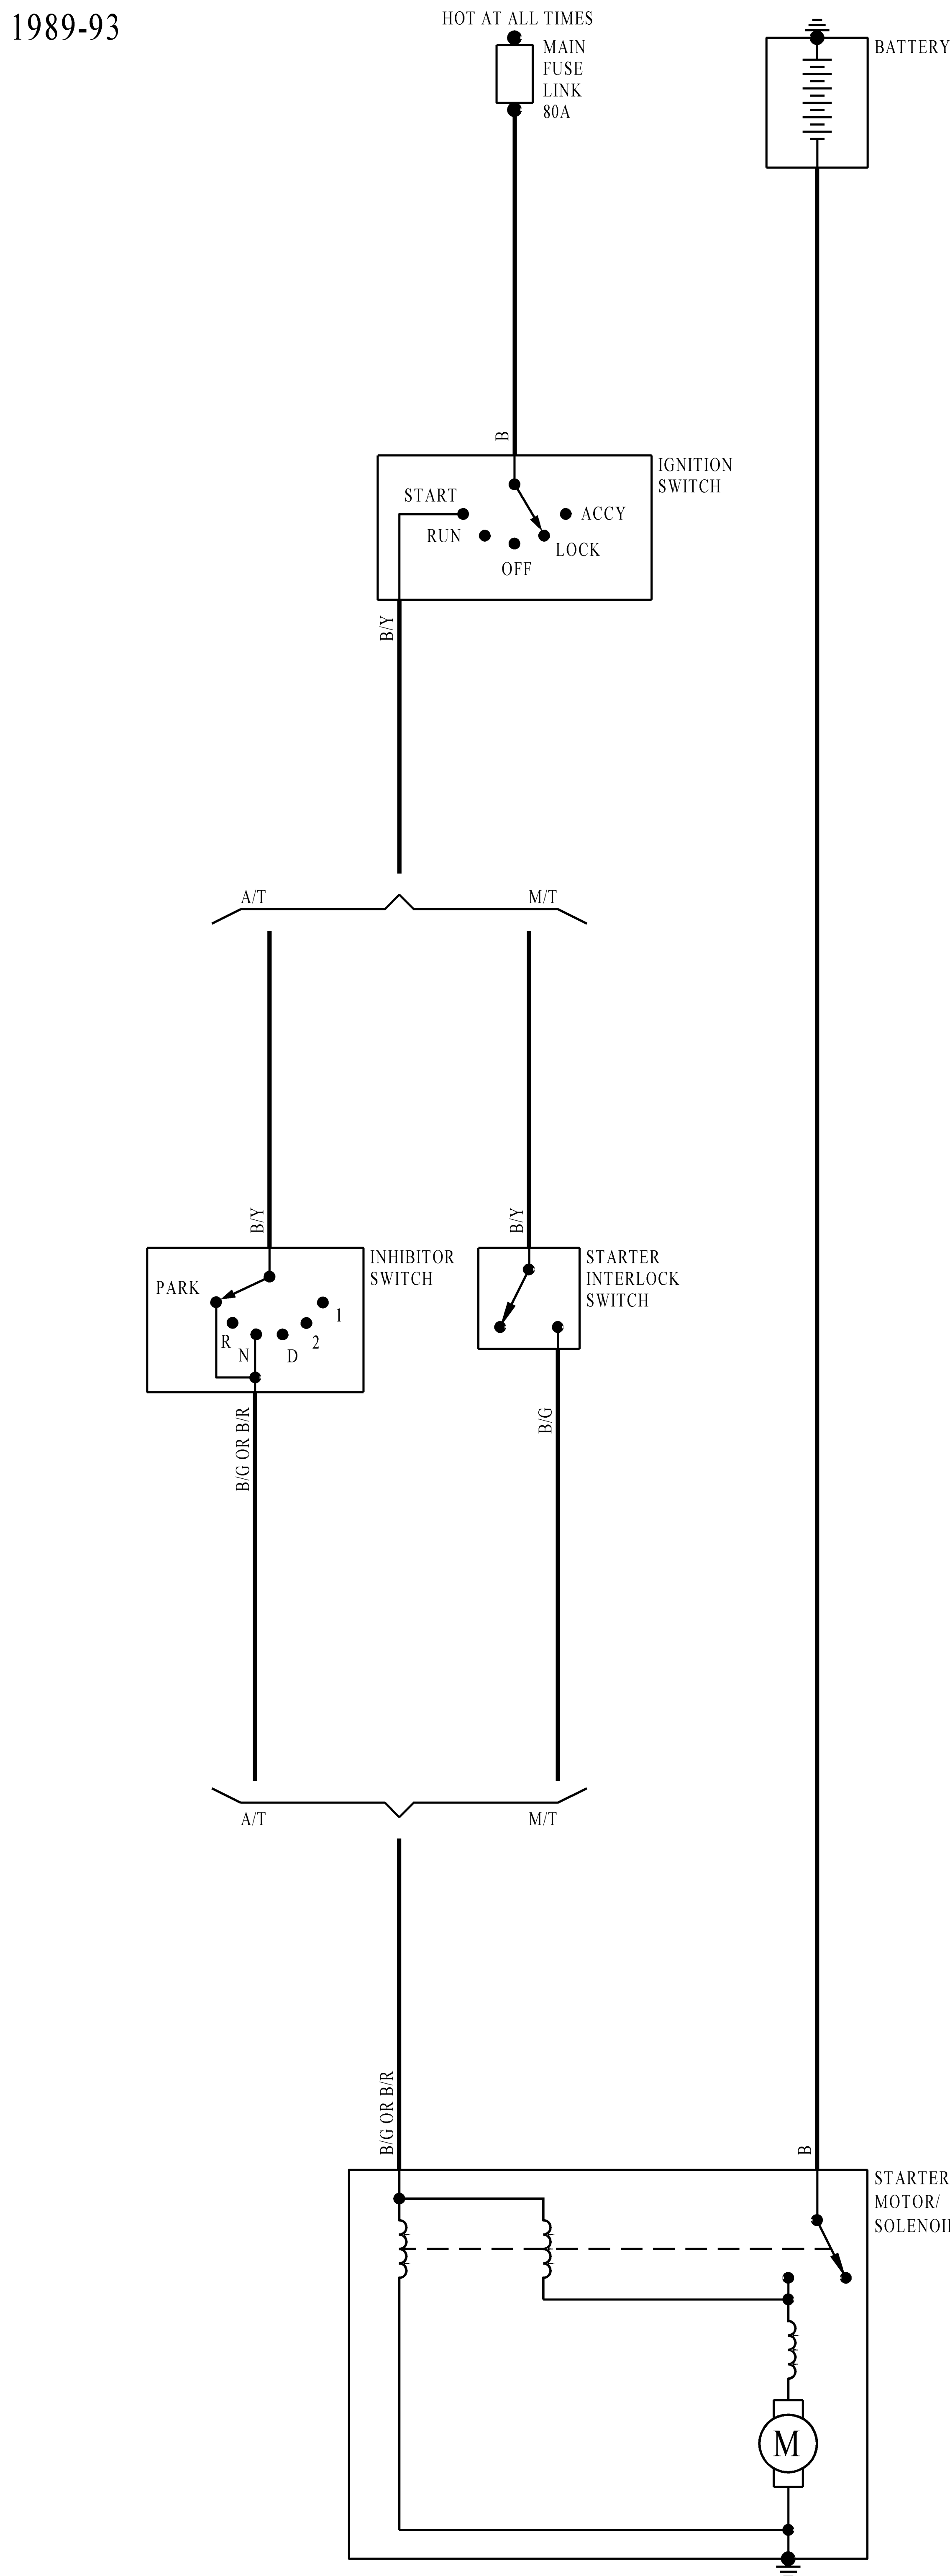 1989-93
HOT AT ALL TIMES
MAIN
FUSE
LINK
80A
BATTERY
B
IGNITION
SWITCH
START
ACCY
RUN
LOCK
OFF
B/Y
A/T
M/T
B/Y
B/Y
INHIBITOR
SWITCH
STARTER
INTERLOCK
SWITCH
PARK
1
R
2
N
D
B/G OR B/R
B/G
A/T
M/T
B/G OR B/R
B
STARTER
MOTOR/
SOLENOI
M